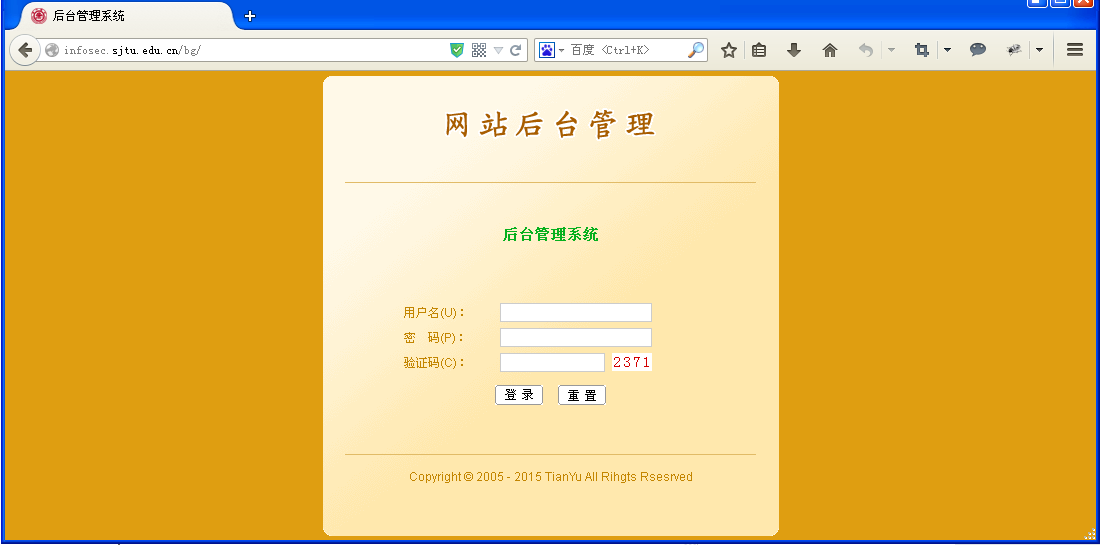 后台管理系统
infosec.sjtu.edu.cn/bg/
百度 <Ctrl+K>
网站后台管理
后台管理系统
用户名(U)：
密 码(P)：
验证码(C)： 2371
登 录 重 置
Copyright © 2005 - 2015 TianYu All Rihgts Rsesrved